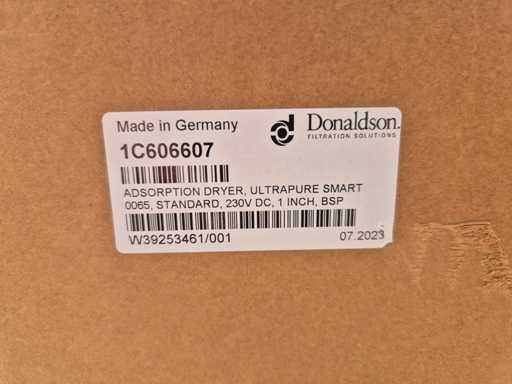 Made in Germany
Donaldson.
FILTRATION SOLUTIONS
1C606607
ADSORPTION DRYER, ULTRAPURE SMART
0065, STANDARD, 230V DC, 1 INCH, BSP
W39253461/001
07.2023